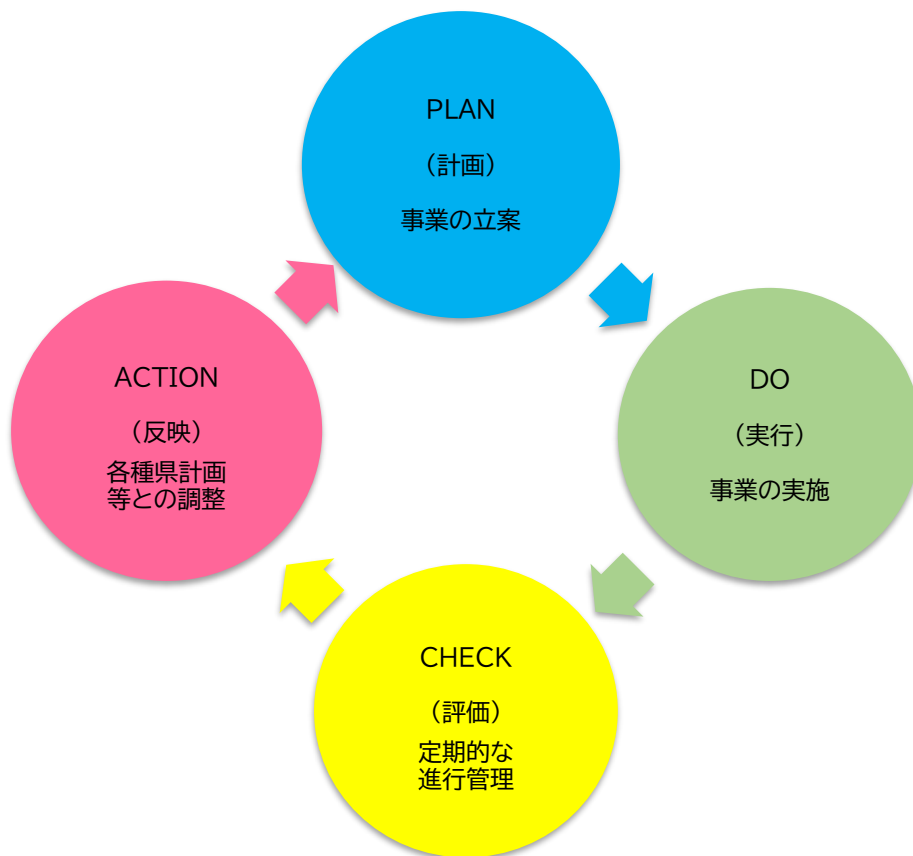 PLAN
（計画）
事業の立案
DO
（実行）
事業の実施
CHECK
（評価）
定期的な
進行管理
ACTION
（反映）
各種県計画
等との調整